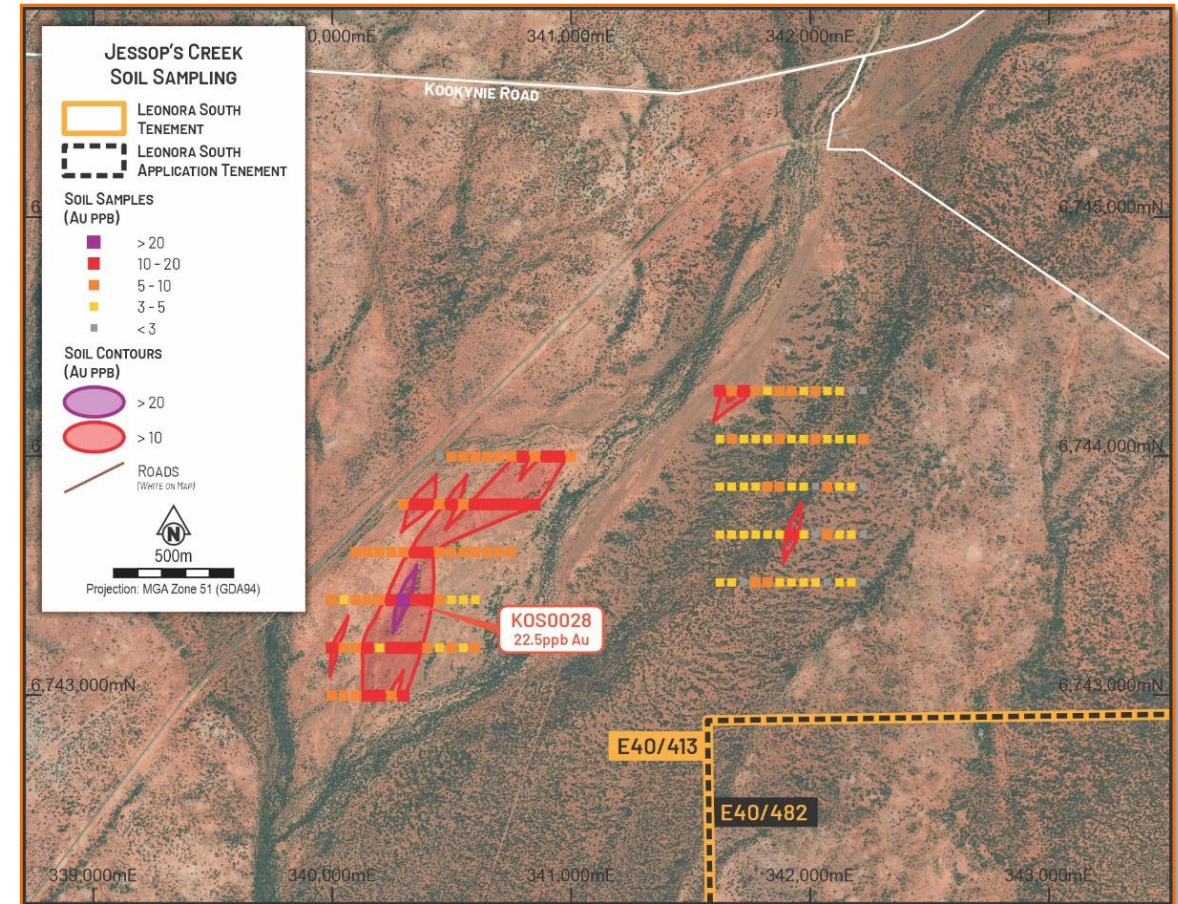 JESSOP'S CREEK
SOIL SAMPLING
LEONORA SOUTH
TENEMENT
LEONORA SOUTH
APPLICATION TENEMENT
SOIL SAMPLES
(AU PPB)
> 20
10 - 20
5 - 10
3 - 5
< 3
SOIL CONTOURS
(AU PPB)
> 20
> 10
ROADS
(WHITE ON MAP)
N
500m
Projection: MGA Zone 51 (GDA94)
0,000mE
341,000mE
342,000mE
KOOKYNIE ROAD
6
6,745,000mN
6,744,000mN
KOS0028
22.5ppb Au
6,743,000mN
6,743,000mN
E40/413
E40/482
339,000mE
340,000mE
341,000mE
342,000mE
343,000mE